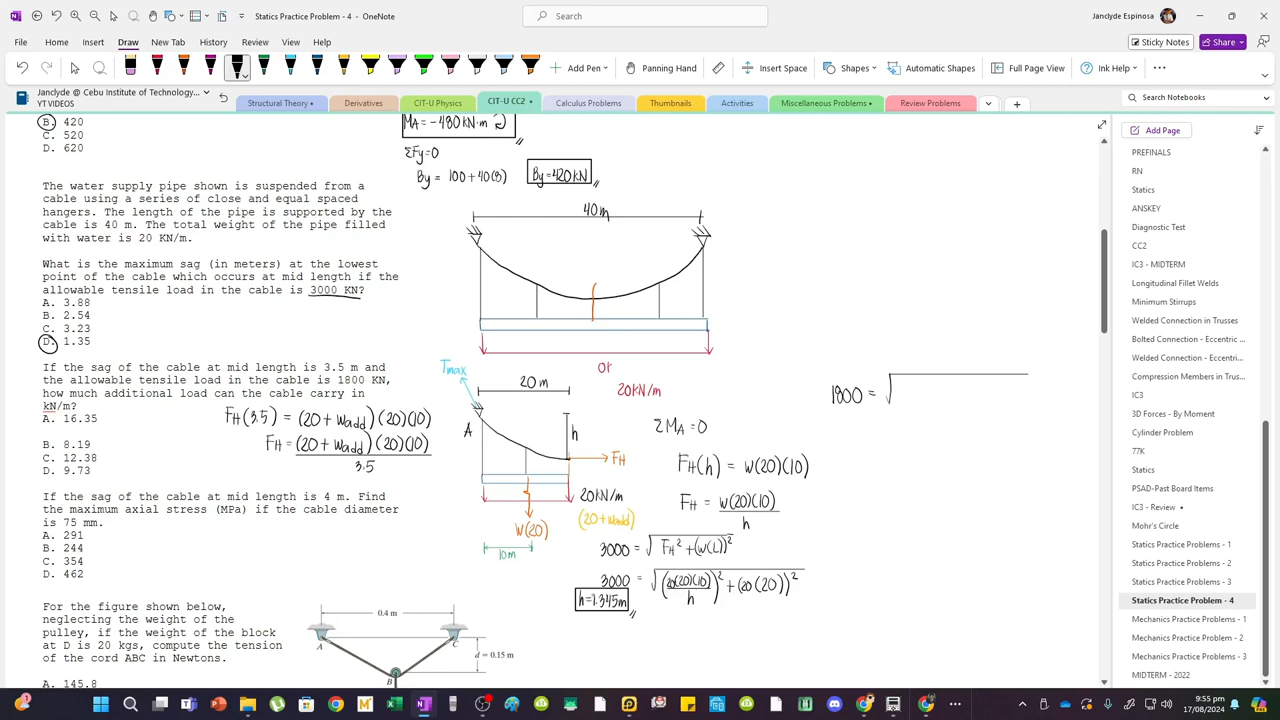 Statics Practice Problem - 4 - OneNote
Search
Janclyde Espinosa
File Home Insert Draw New Tab History Review View Help
Sticky Notes
Share
Add Pen
Panning Hand
Insert Space
Shapes
Automatic Shapes
Full Page View
Ink Help
Janclyde @ Cebu Institute of Technology...
YT VIDEOS
Structural Theory
Derivatives
CIT-U Physics
CIT-U CC2
Calculus Problems
Thumbnails
Activities
Miscellaneous Problems
Review Problems
Search Notebooks
B. 420
C. 520
D. 620
The water supply pipe shown is suspended from a
cable using a series of close and equal spaced
hangers. The length of the pipe is supported by the
cable is 40 m. The total weight of the pipe filled
with water is 20 KN/m.
What is the maximum sag (in meters) at the lowest
point of the cable which occurs at mid length if the
allowable tensile load in the cable is 3000 KN?
A. 3.88
B. 2.54
C. 3.23
D. 1.35
If the sag of the cable at mid length is 3.5 m and
the allowable tensile load in the cable is 1800 KN,
how much additional load can the cable carry in
kN/m?
A. 16.35
B. 8.19
C. 12.38
D. 9.73
FH(3.5) = (20 + wadd)(20)(10)
FH = (20 + wadd)(20)(10)
3.5
If the sag of the cable at mid length is 4 m. Find
the maximum axial stress (MPa) if the cable diameter
is 75 mm.
A. 291
B. 244
C. 354
D. 462
For the figure shown below,
neglecting the weight of the
pulley, if the weight of the block
at D is 20 kgs, compute the tension
of the cord ABC in Newtons.
A. 145.8
0.4 m
A
C
d = 0.15 m
B
MA = -480 KN·m
ΣFy=0
By = 100 + 40(8)
By = 420 KN
40m
20KN/m
Tmax
20 m
A
h
FH
20KN/m
(20+wadd)
W(20)
10m
ΣMA = 0
FH(h) = w(20)(10)
FH = w(20)(10)
h
3000 = √FH² + (w(L))²
3000 = √(20(20)(10))² + (20(20))²
h
h=1.345m
1800 = √
Add Page
PREFINALS
RN
Statics
ANSKEY
Diagnostic Test
CC2
IC3 - MIDTERM
Longitudinal Fillet Welds
Minimum Stirrups
Welded Connection in Trusses
Bolted Connection - Eccentric ...
Welded Connection - Eccentric...
Compression Members in Trust...
IC3
3D Forces - By Moment
Cylinder Problem
77K
Statics
PSAD-Past Board Items
IC3 - Review
Mohr's Circle
Statics Practice Problems - 1
Statics Practice Problems - 2
Statics Practice Problems - 3
Statics Practice Problem - 4
Mechanics Practice Problems - 1
Mechanics Practice Problem - 2
Mechanics Practice Problem - 3
MIDTERM - 2022
9:55 pm
17/08/2024